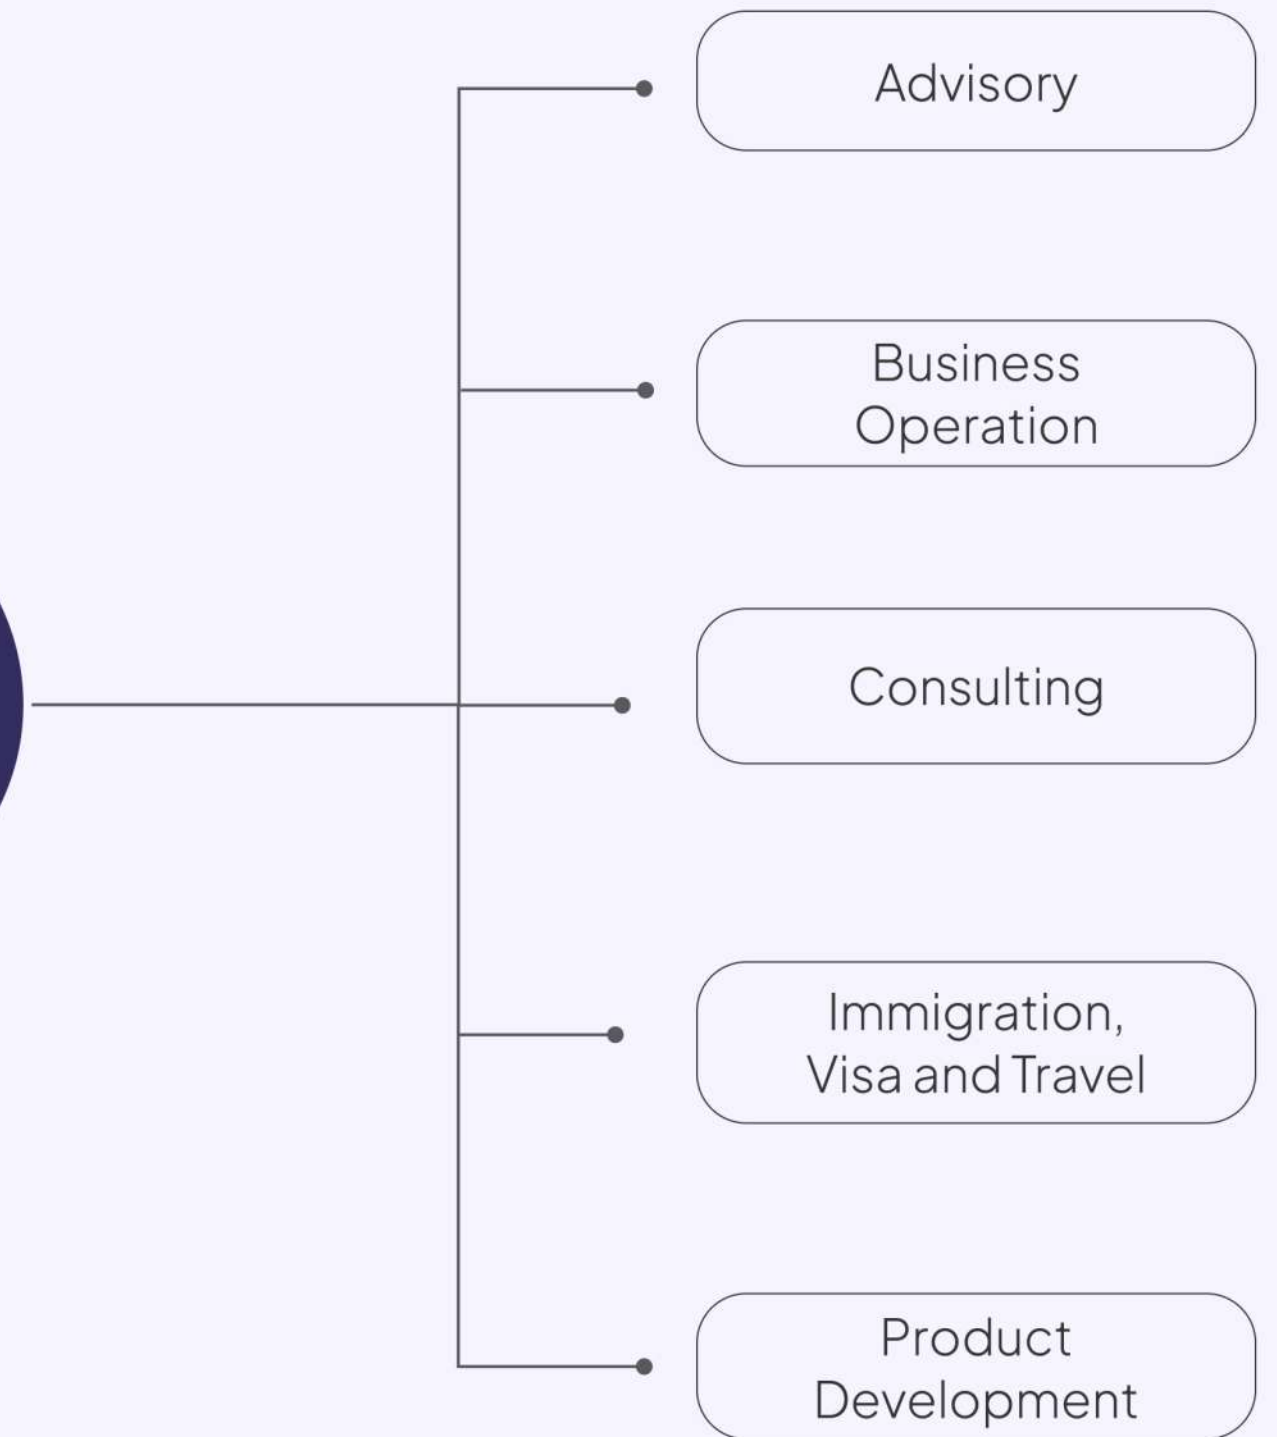 Advisory
Business
Operation
Consulting
Immigration,
Visa and Travel
Product
Development